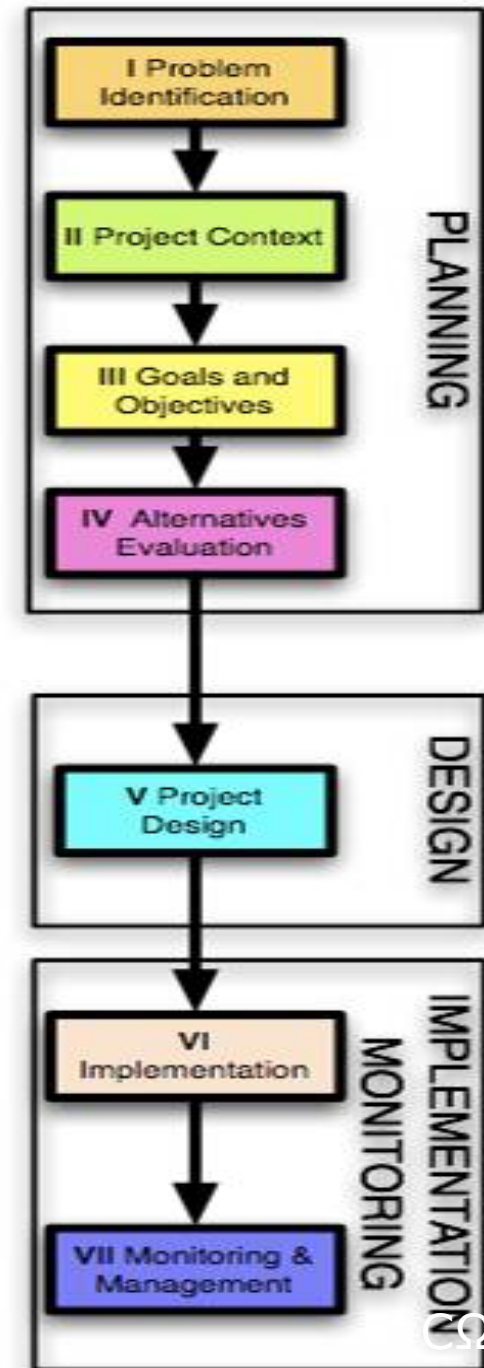 I Problem
Identification
II Project Context
III Goals and
Objectives
IV Alternatives
Evaluation
PLANNING
V Project
Design
DESIGN
VI
Implementation
VII Monitoring &
Management
IMPLEMENTATION
MONITORING
CΩ